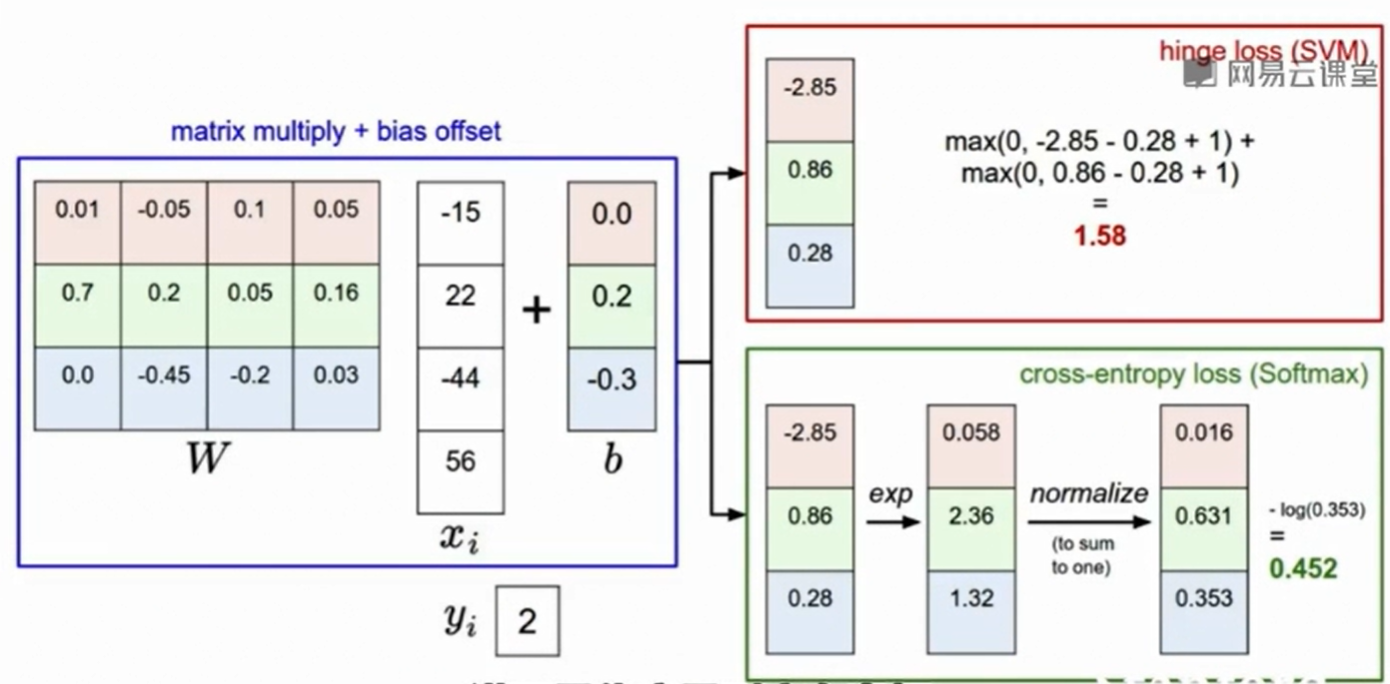 matrix multiply + bias offset
0.01 -0.05 0.1 0.05
0.7 0.2 0.05 0.16
0.0 -0.45 -0.2 0.03
W
-15
22
-44
56
x_i
+
0.0
0.2
-0.3
b
y_i 2
hinge loss (SVM)
网易云课堂
-2.85
0.86
0.28
max(0, -2.85 - 0.28 + 1) +
max(0, 0.86 - 0.28 + 1)
=
1.58
cross-entropy loss (Softmax)
-2.85
0.86
0.28
exp
0.058
2.36
1.32
normalize
(to sum
to one)
0.016
0.631
0.353
- log(0.353)
=
0.452